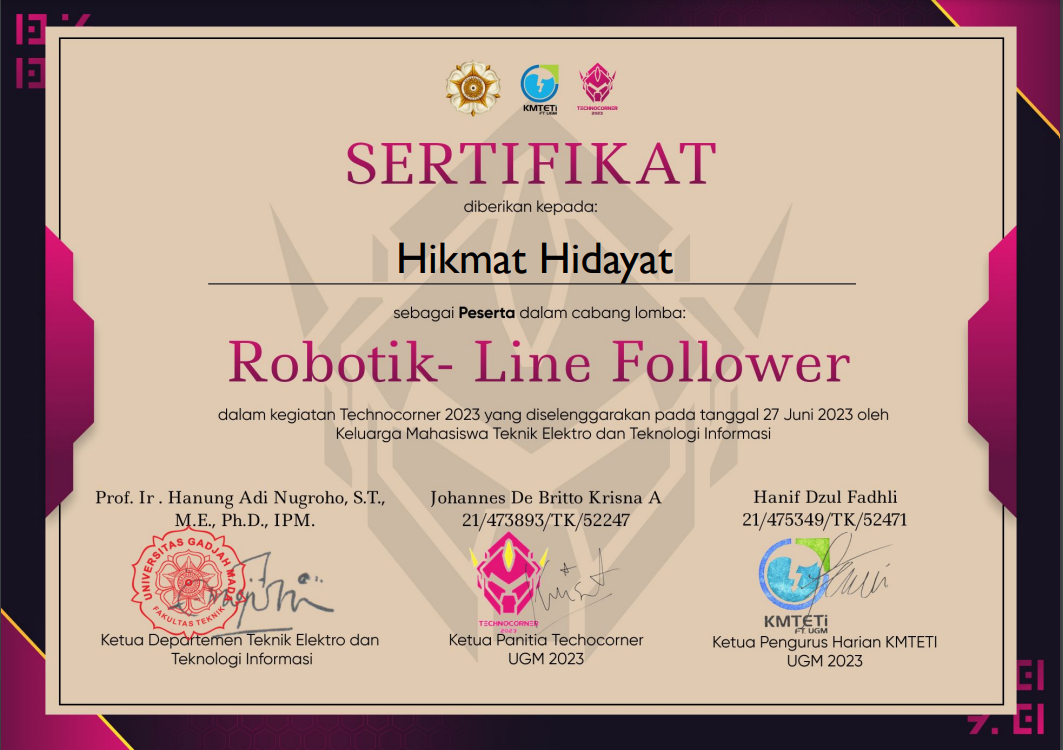 KMTETi
FT UGM
TECHNOCORNER
2023
SERTIFIKAT
diberikan kepada:
Hikmat Hidayat
sebagai Peserta dalam cabang lomba:
Robotik- Line Follower
dalam kegiatan Technocorner 2023 yang diselenggarakan pada tanggal 27 Juni 2023 oleh
Keluarga Mahasiswa Teknik Elektro dan Teknologi Informasi
Prof. Ir . Hanung Adi Nugroho, S.T.,
M.E., Ph.D., IPM.
UNIVERSITAS GADJAH MADA
FAKULTAS TEKNIK
Ketua Departemen Teknik Elektro dan
Teknologi Informasi
Johannes De Britto Krisna A
21/473893/TK/52247
TECHNOCORNER
2023
Ketua Panitia Techocorner
UGM 2023
Hanif Dzul Fadhli
21/475349/TK/52471
KMTETi
FT. UGM
Ketua Pengurus Harian KMTETI
UGM 2023